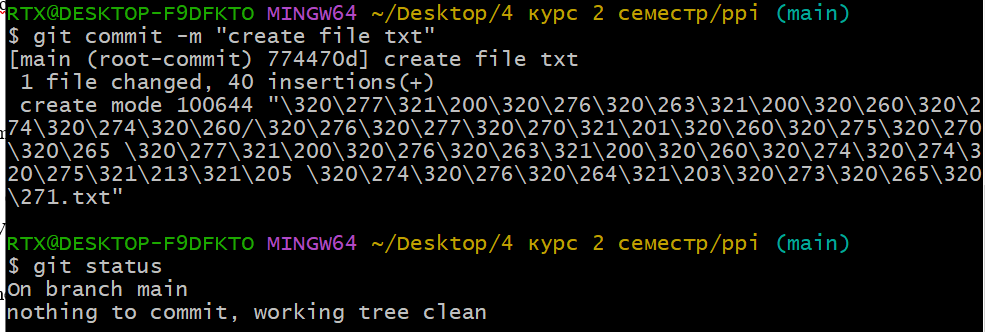 RTX@DESKTOP-F9DFKTO MINGW64 ~/Desktop/4 курс 2 семестр/ppi (main)
$ git commit -m "create file txt"
[main (root-commit) 774470d] create file txt
 1 file changed, 40 insertions(+)
 create mode 100644 "\320\277\321\200\320\276\320\263\321\200\320\260\320\2
74\320\274\320\260/\320\276\320\277\320\270\321\201\320\260\320\275\320\270
\320\265 \320\277\321\200\320\276\320\263\321\200\320\260\320\274\320\274\3
20\275\321\213\321\205 \320\274\320\276\320\264\321\203\320\273\320\265\320
\271.txt"
RTX@DESKTOP-F9DFKTO MINGW64 ~/Desktop/4 курс 2 семестр/ppi (main)
$ git status
On branch main
nothing to commit, working tree clean